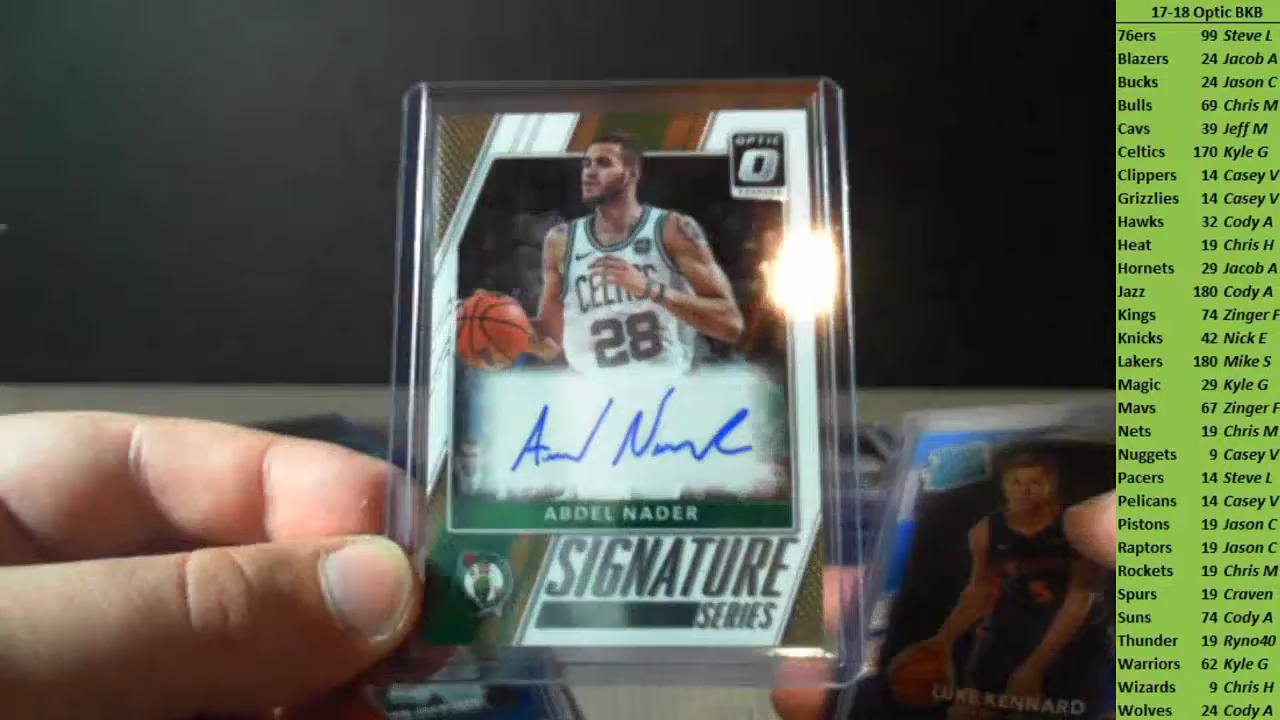 OPTIC
CELTICS
28
ABDEL NADER
SIGNATURE
SERIES
LUKE KENNARD
17-18 Optic BKB
76ers 99 Steve L
Blazers 24 Jacob A
Bucks 24 Jason C
Bulls 69 Chris M
Cavs 39 Jeff M
Celtics 170 Kyle G
Clippers 14 Casey V
Grizzlies 14 Casey V
Hawks 32 Cody A
Heat 19 Chris H
Hornets 29 Jacob A
Jazz 180 Cody A
Kings 74 Zinger F
Knicks 42 Nick E
Lakers 180 Mike S
Magic 29 Kyle G
Mavs 67 Zinger F
Nets 19 Chris M
Nuggets 9 Casey V
Pacers 14 Steve L
Pelicans 14 Casey V
Pistons 19 Jason C
Raptors 19 Jason C
Rockets 19 Chris M
Spurs 19 Craven
Suns 74 Cody A
Thunder 19 Ryno40
Warriors 62 Kyle G
Wizards 9 Chris H
Wolves 24 Cody A